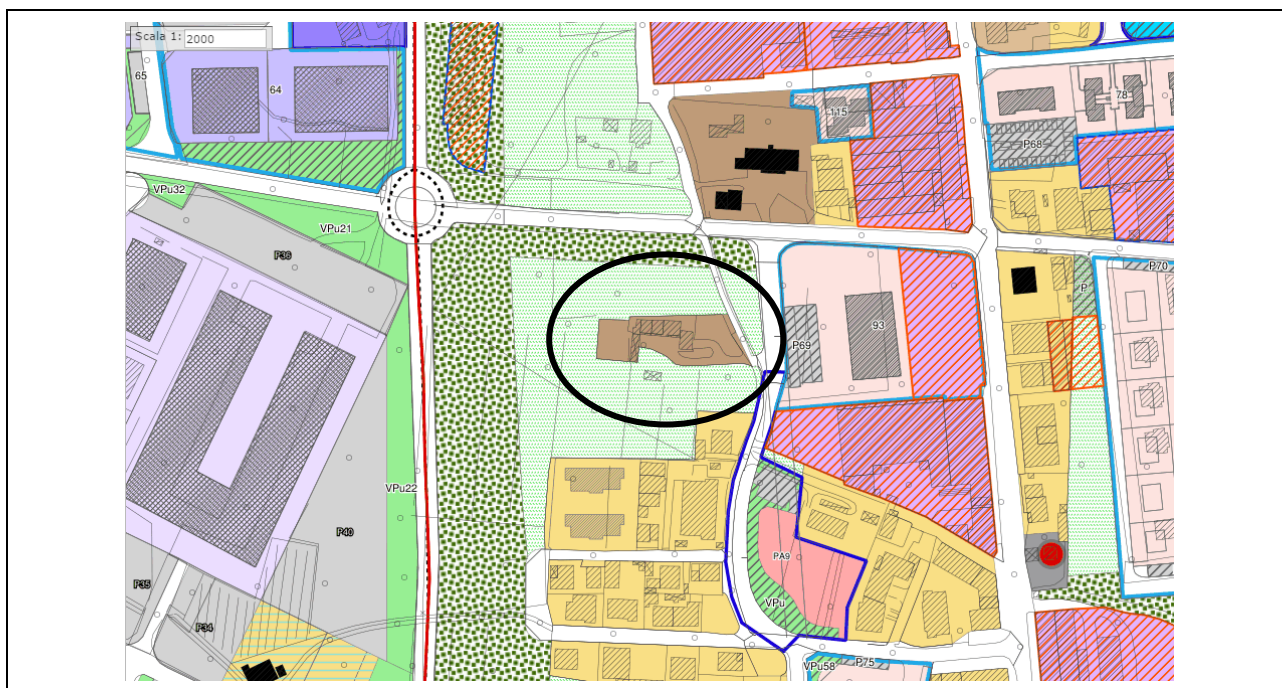 Scala 1: 2000
65
64
115
78
P68
VPu32
VPu21
P36
P70
P
93
P69
VPu22
P40
PA9
P35
VPu
P34
VPu58
P75